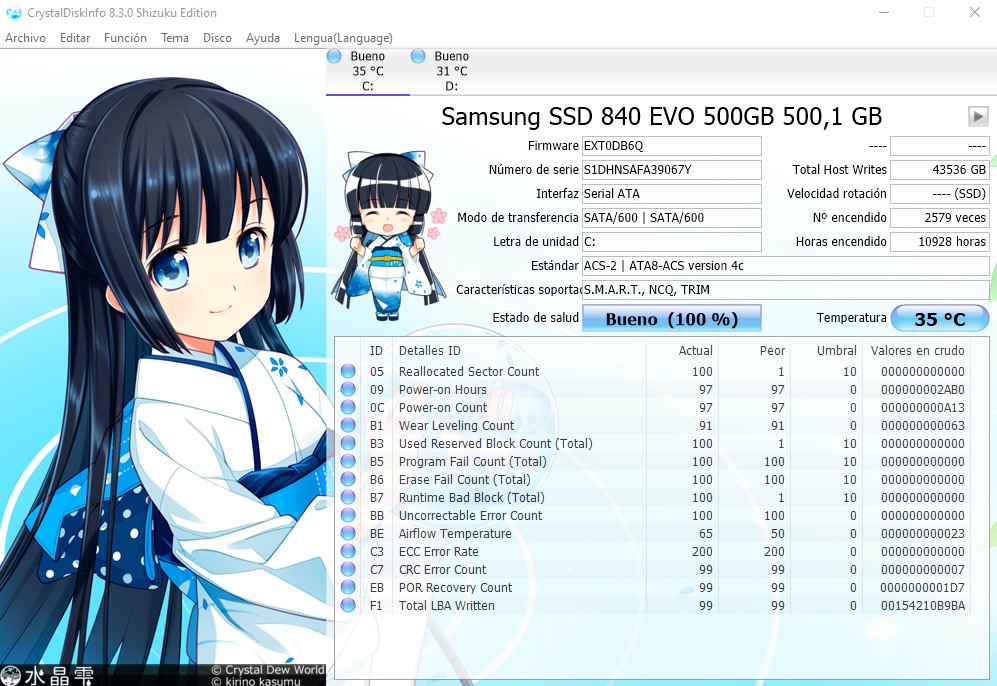 CrystalDiskInfo 8.3.0 Shizuku Edition
Archivo Editar Función Tema Disco Ayuda Lengua(Language)
Bueno Bueno
35 °C 31 °C
C: D:
Samsung SSD 840 EVO 500GB 500,1 GB
Firmware EXT0DB6Q ---- ----
Número de serie S1DHNSAFA39067Y Total Host Writes 43536 GB
Interfaz Serial ATA Velocidad rotación ---- (SSD)
Modo de transferencia SATA/600 | SATA/600 Nº encendido 2579 veces
Letra de unidad C: Horas encendido 10928 horas
Estándar ACS-2 | ATA8-ACS version 4c
Características soportad S.M.A.R.T., NCQ, TRIM
Estado de salud Bueno (100 %) Temperatura 35 °C
ID Detalles ID Actual Peor Umbral Valores en crudo
05 Reallocated Sector Count 100 1 10 000000000000
09 Power-on Hours 97 97 0 000000002AB0
0C Power-on Count 97 97 0 000000000A13
B1 Wear Leveling Count 91 91 0 000000000063
B3 Used Reserved Block Count (Total) 100 1 10 000000000000
B5 Program Fail Count (Total) 100 100 10 000000000000
B6 Erase Fail Count (Total) 100 100 10 000000000000
B7 Runtime Bad Block (Total) 100 1 10 000000000000
BB Uncorrectable Error Count 100 100 0 000000000000
BE Airflow Temperature 65 50 0 000000000023
C3 ECC Error Rate 200 200 0 000000000000
C7 CRC Error Count 99 99 0 000000000007
EB POR Recovery Count 99 99 0 0000000001D7
F1 Total LBA Written 99 99 0 00154210B9BA
水晶雫
© Crystal Dew World
© kirino kasumu